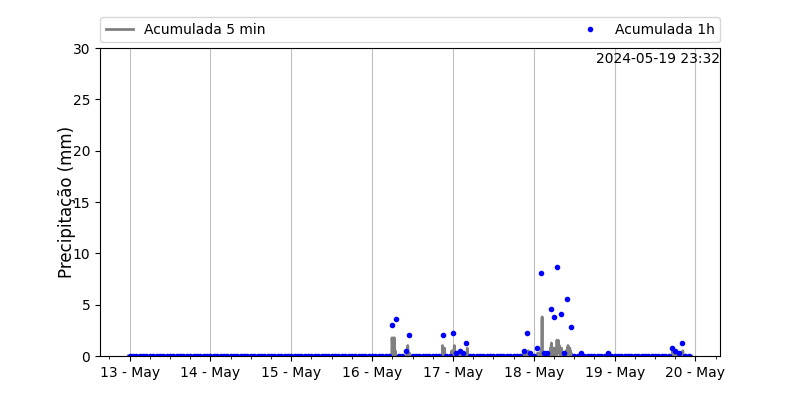 Acumulada 5 min
Acumulada 1h
2024-05-19 23:32
Precipitação (mm)
30
25
20
15
10
5
0
13 - May
14 - May
15 - May
16 - May
17 - May
18 - May
19 - May
20 - May